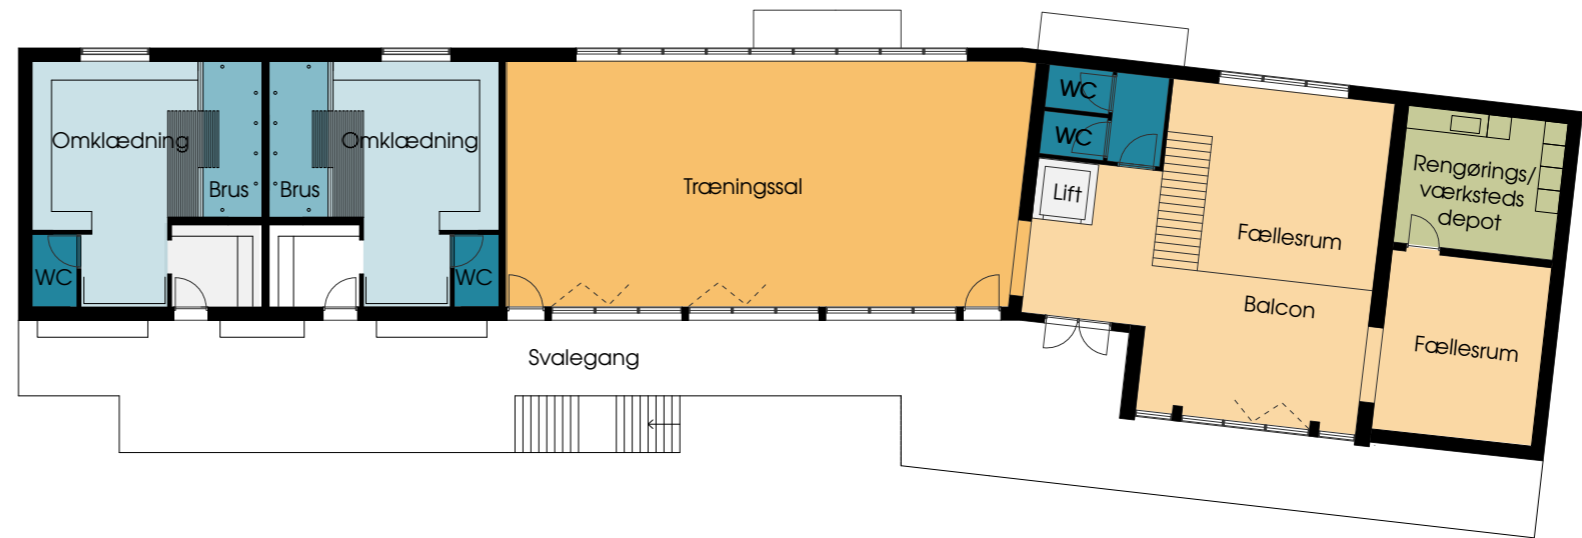 Omklædning
Brus
WC
Omklædning
Brus
WC
Træningssal
WC
WC
Lift
Fællesrum
Balcon
Rengørings/
værksteds
depot
Fællesrum
Svalegang